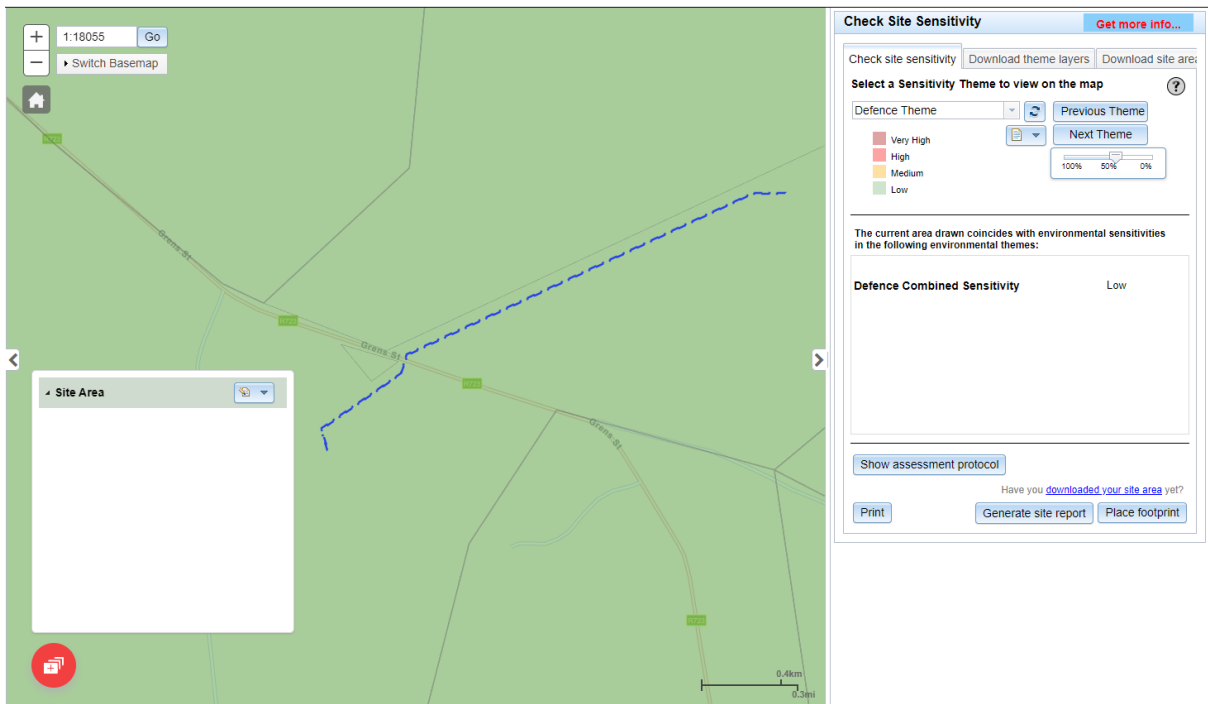 +
1:18055
Go
−
Switch Basemap
R723
Grens St
R723
Grens St
R723
Grens St
R723
Site Area
0.4km
0.3mi
Check Site Sensitivity
Get more info...
Check site sensitivity
Download theme layers
Download site area
Select a Sensitivity Theme to view on the map
?
Defence Theme
Previous Theme
Next Theme
Very High
High
Medium
Low
100% 50% 0%
The current area drawn coincides with environmental sensitivities
in the following environmental themes:
Defence Combined Sensitivity Low
Show assessment protocol
Have you downloaded your site area yet?
Print
Generate site report
Place footprint